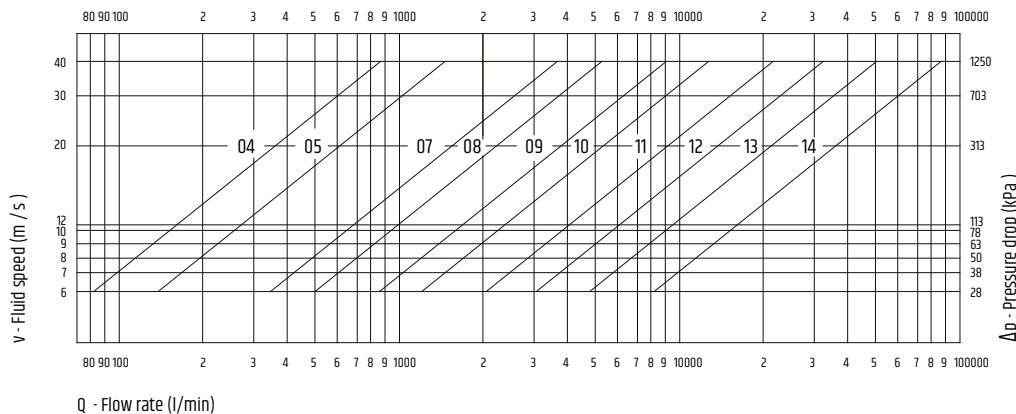 80 90 100 2 3 4 5 6 7 8 9 1000 2 3 4 5 6 7 8 9 10000 2 3 4 5 6 7 8 9 100000
40 1250
30 703
20 04 05 07 08 09 10 11 12 13 14 313
12 113
10 78
9 63
8 50
7 38
6 28
v - Fluid speed (m / s)
Δp - Pressure drop (kPa)
80 90 100 2 3 4 5 6 7 8 9 1000 2 3 4 5 6 7 8 9 10000 2 3 4 5 6 7 8 9 100000
Q - Flow rate (l/min)